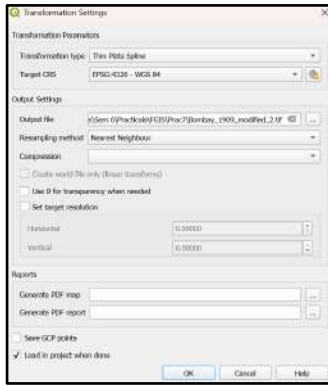 Transformation Settings
Transformation Parameters
Transformation type Thin Plate Spline
Target CRS EPSG:4326 - WGS 84
Output Settings
Output file s\Sem 6\Practicals\FGIS\Prac7\Bombay_1909_modified_2.tif ...
Resampling method Nearest Neighbour
Compression
Create world file only (linear transforms)
Use 0 for transparency when needed
Set target resolution
Horizontal 0.00000
Vertical 0.00000
Reports
Generate PDF map ...
Generate PDF report ...
Save GCP points
Load in project when done
OK Cancel Help